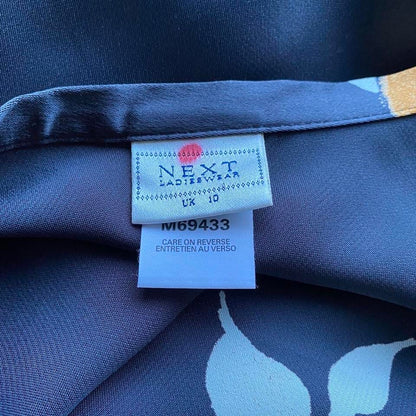 NEXT
LADIESWEAR
UK 10
M69433
CARE ON REVERSE
ENTRETIEN AU VERSO